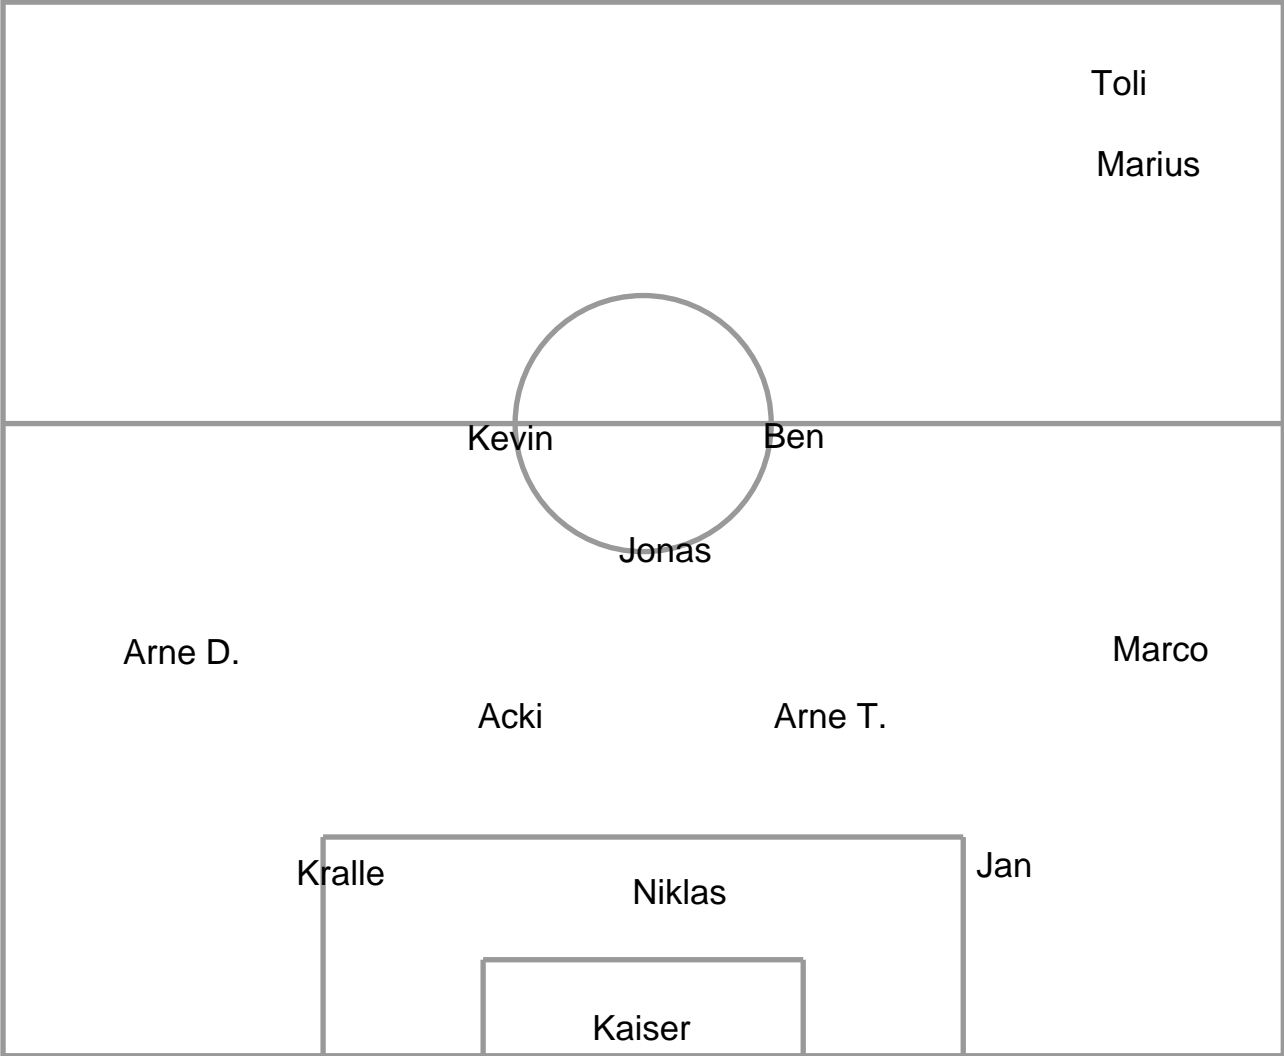 Toli
Marius
Kevin
Ben
Jonas
Arne D.
Marco
Acki
Arne T.
Kralle
Jan
Niklas
Kaiser